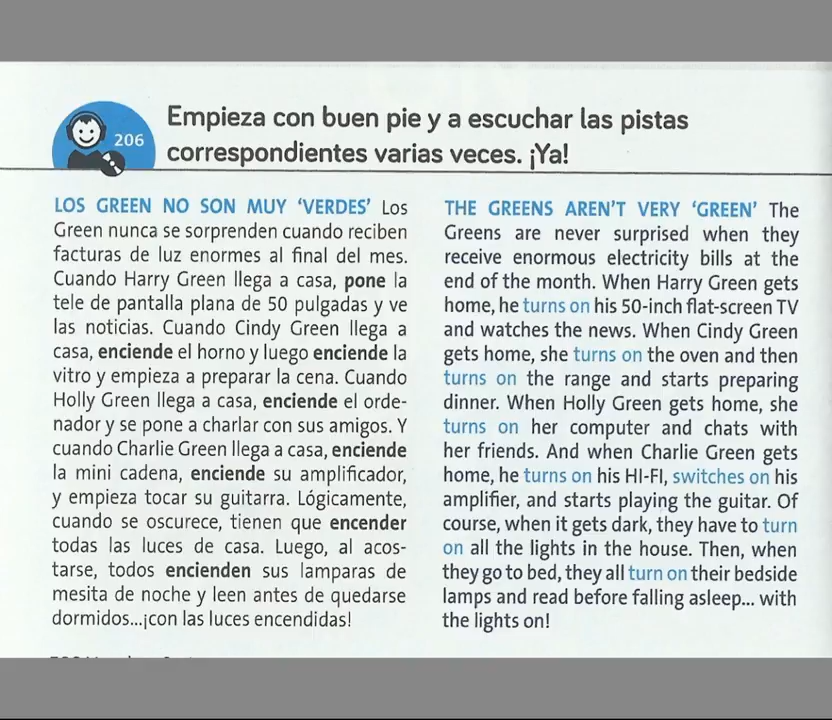 206
Empieza con buen pie y a escuchar las pistas
correspondientes varias veces. ¡Ya!
LOS GREEN NO SON MUY ‘VERDES’ Los
Green nunca se sorprenden cuando reciben
facturas de luz enormes al final del mes.
Cuando Harry Green llega a casa, pone la
tele de pantalla plana de 50 pulgadas y ve
las noticias. Cuando Cindy Green llega a
casa, enciende el horno y luego enciende la
vitro y empieza a preparar la cena. Cuando
Holly Green llega a casa, enciende el orde-
nador y se pone a charlar con sus amigos. Y
cuando Charlie Green llega a casa, enciende
la mini cadena, enciende su amplificador,
y empieza tocar su guitarra. Lógicamente,
cuando se oscurece, tienen que encender
todas las luces de casa. Luego, al acos-
tarse, todos encienden sus lamparas de
mesita de noche y leen antes de quedarse
dormidos...¡con las luces encendidas!
THE GREENS AREN’T VERY ‘GREEN’ The
Greens are never surprised when they
receive enormous electricity bills at the
end of the month. When Harry Green gets
home, he turns on his 50-inch flat-screen TV
and watches the news. When Cindy Green
gets home, she turns on the oven and then
turns on the range and starts preparing
dinner. When Holly Green gets home, she
turns on her computer and chats with
her friends. And when Charlie Green gets
home, he turns on his HI-FI, switches on his
amplifier, and starts playing the guitar. Of
course, when it gets dark, they have to turn
on all the lights in the house. Then, when
they go to bed, they all turn on their bedside
lamps and read before falling asleep... with
the lights on!